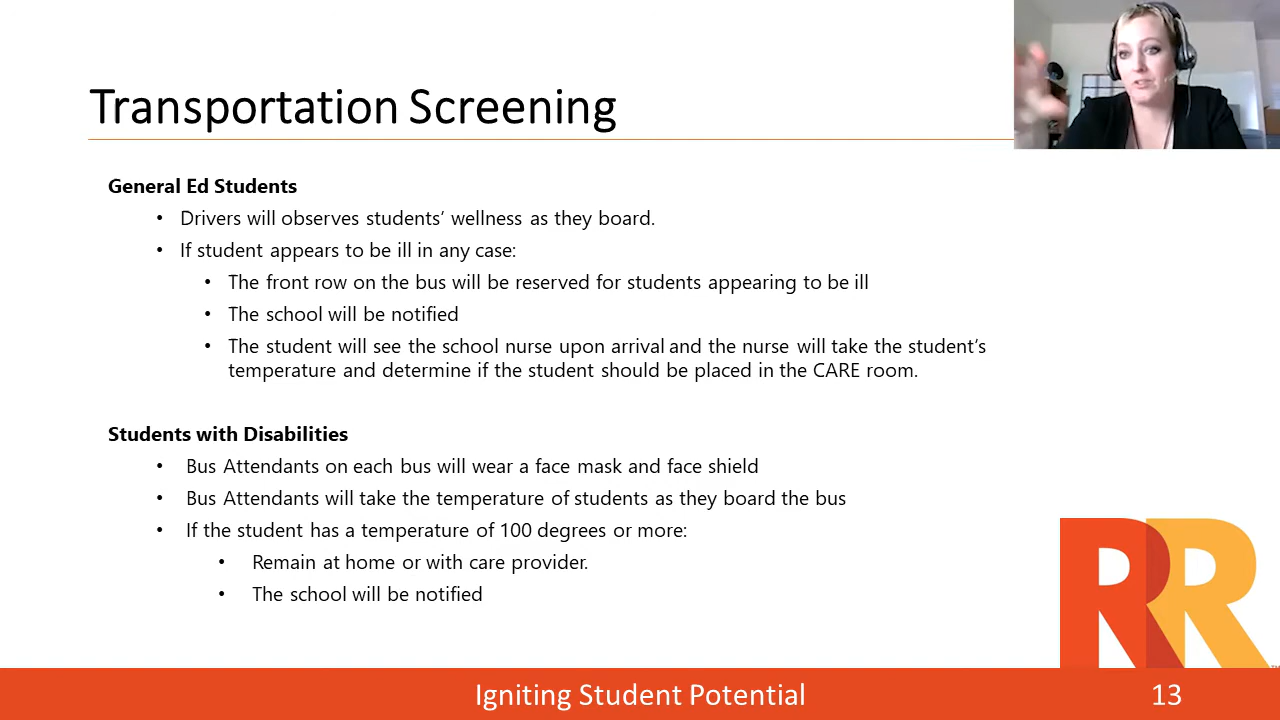 Transportation Screening
General Ed Students
• Drivers will observes students’ wellness as they board.
• If student appears to be ill in any case:
• The front row on the bus will be reserved for students appearing to be ill
• The school will be notified
• The student will see the school nurse upon arrival and the nurse will take the student’s
temperature and determine if the student should be placed in the CARE room.
Students with Disabilities
• Bus Attendants on each bus will wear a face mask and face shield
• Bus Attendants will take the temperature of students as they board the bus
• If the student has a temperature of 100 degrees or more:
• Remain at home or with care provider.
• The school will be notified
RR
Igniting Student Potential
13